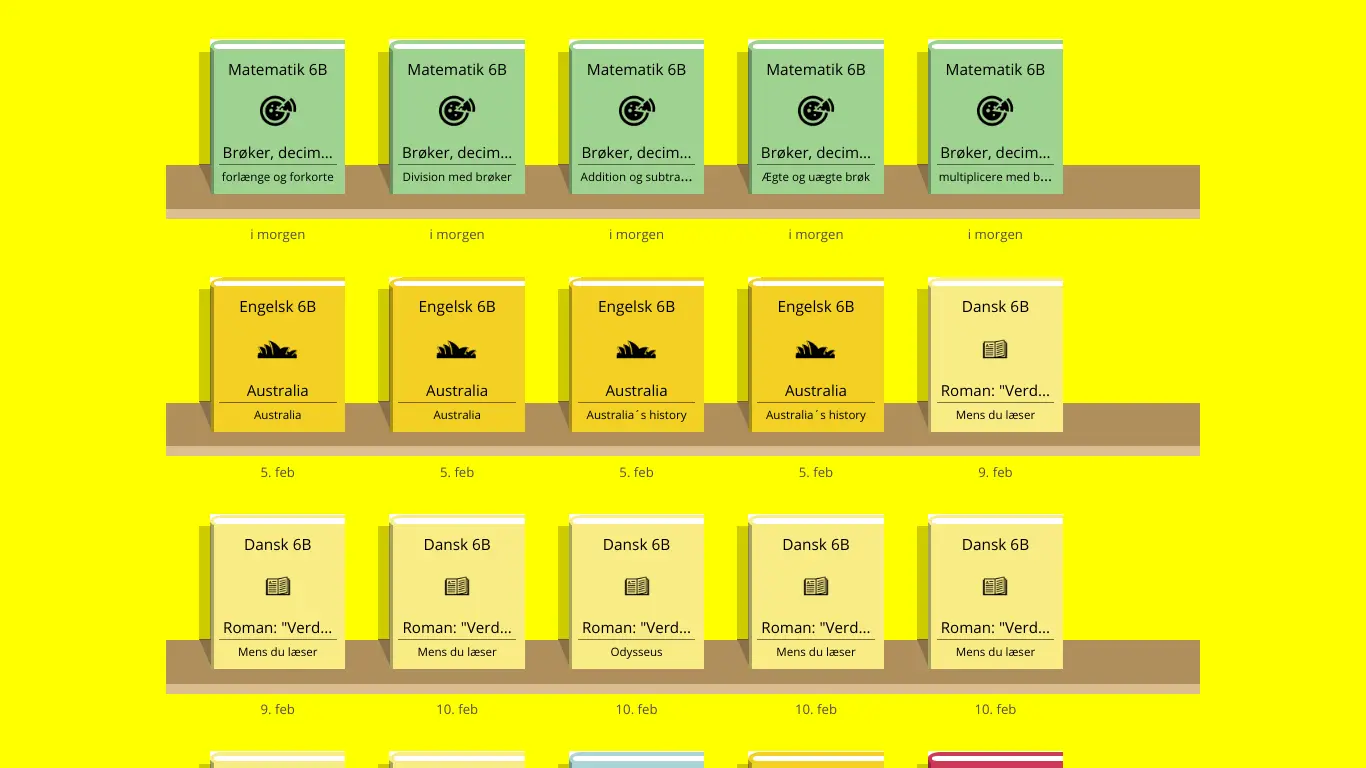 Matematik 6B
Brøker, decim...
forlænge og forkorte
i morgen
Matematik 6B
Brøker, decim...
Division med brøker
i morgen
Matematik 6B
Brøker, decim...
Addition og subtra...
i morgen
Matematik 6B
Brøker, decim...
Ægte og uægte brøk
i morgen
Matematik 6B
Brøker, decim...
multiplicere med b...
i morgen
Engelsk 6B
Australia
Australia
5. feb
Engelsk 6B
Australia
Australia
5. feb
Engelsk 6B
Australia
Australia´s history
5. feb
Engelsk 6B
Australia
Australia´s history
5. feb
Dansk 6B
Roman: "Verd...
Mens du læser
9. feb
Dansk 6B
Roman: "Verd...
Mens du læser
9. feb
Dansk 6B
Roman: "Verd...
Mens du læser
10. feb
Dansk 6B
Roman: "Verd...
Odysseus
10. feb
Dansk 6B
Roman: "Verd...
Mens du læser
10. feb
Dansk 6B
Roman: "Verd...
Mens du læser
10. feb